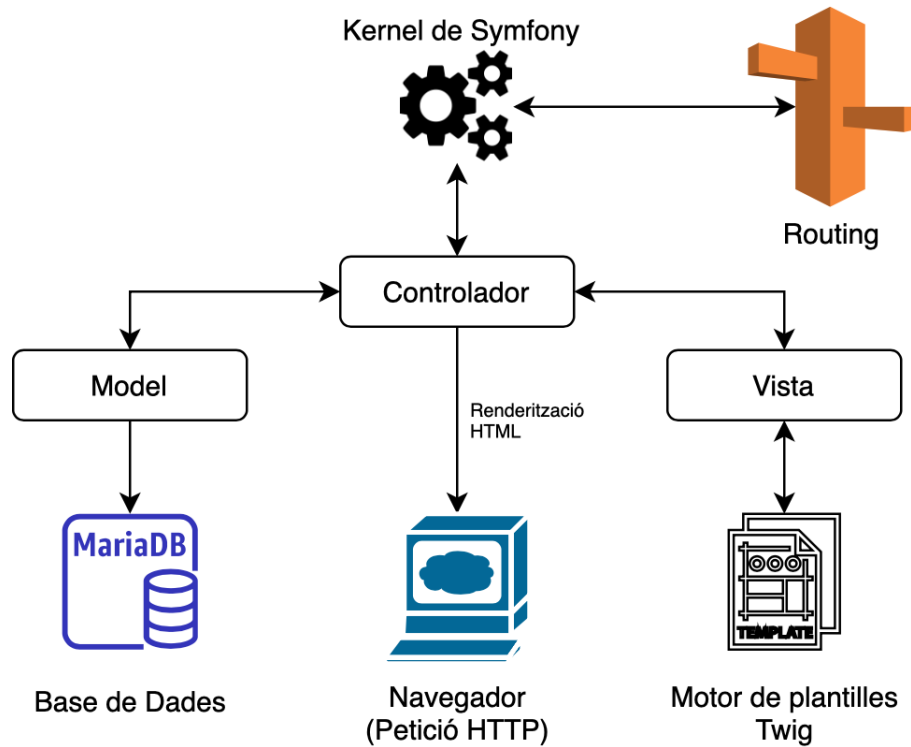 Kernel de Symfony
Routing
Controlador
Model
Vista
Renderització
HTML
MariaDB
TEMPLATE
Base de Dades
Navegador
(Petició HTTP)
Motor de plantilles
Twig